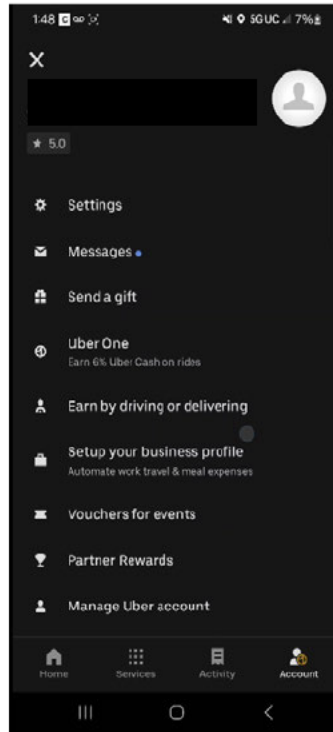 1:48
5G UC 7%
5.0
Settings
Messages
Send a gift
Uber One
Earn 6% Uber Cash on rides
Earn by driving or delivering
Setup your business profile
Automate work travel & meal expenses
Vouchers for events
Partner Rewards
Manage Uber account
Home Services Activity Account